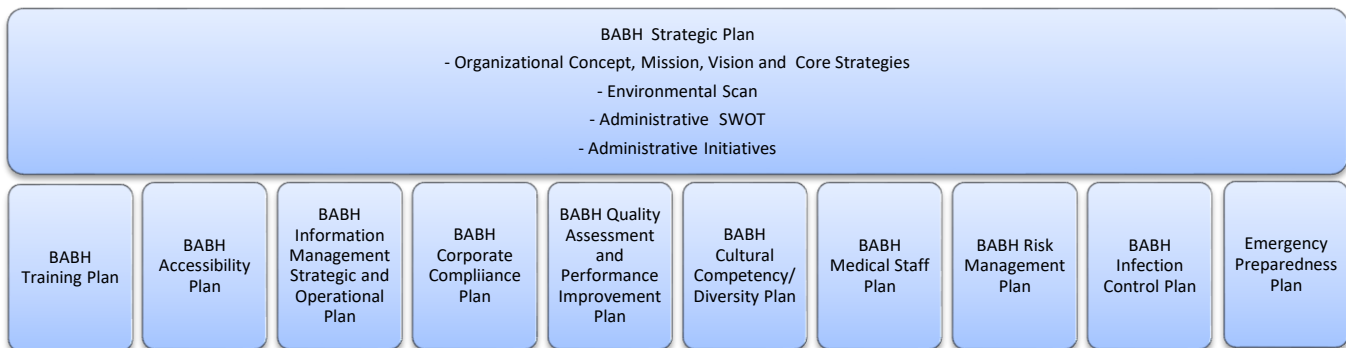 BABH Strategic Plan
- Organizational Concept, Mission, Vision and Core Strategies
- Environmental Scan
- Administrative SWOT
- Administrative Initiatives
BABH
Training Plan
BABH
Accessibility
Plan
BABH
Information
Management
Strategic and
Operational
Plan
BABH
Corporate
Compliiance
Plan
BABH Quality
Assessment
and
Performance
Improvement
Plan
BABH
Cultural
Competency/
Diversity Plan
BABH
Medical Staff
Plan
BABH Risk
Management
Plan
BABH
Infection
Control Plan
Emergency
Preparedness
Plan